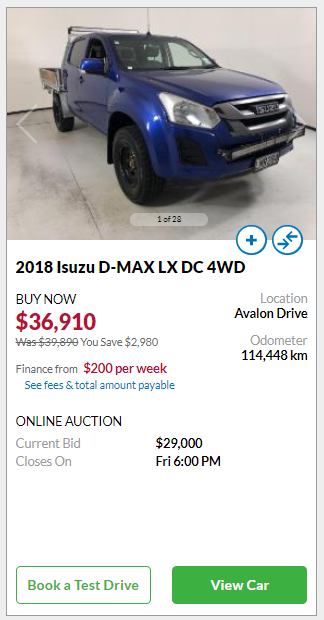 ISUZU
1 of 28
2018 Isuzu D-MAX LX DC 4WD
BUY NOW
$36,910
Was $39,890 You Save $2,980
Finance from $200 per week
See fees & total amount payable
Location
Avalon Drive
Odometer
114,448 km
ONLINE AUCTION
Current Bid $29,000
Closes On Fri 6:00 PM
Book a Test Drive
View Car